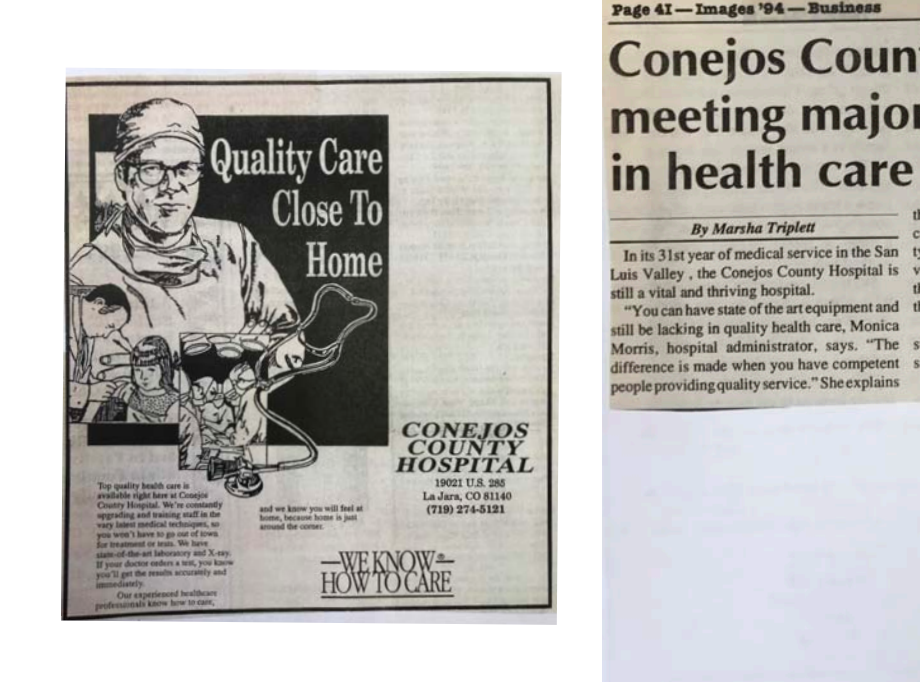 Quality Care
Close To
Home
CONEJOS
COUNTY
HOSPITAL
19021 U.S. 285
La Jara, CO 81140
(719) 274-5121
Top quality health care is
available right here at Conejos
County Hospital. We're constantly
upgrading and training staff in the
very latest medical techniques, so
you won't have to go out of town
for treatment or tests. We have
state-of-the-art laboratory and X-ray.
If your doctor orders a test, you know
you'll get the results accurately and
immediately.
Our experienced healthcare
professionals know how to care,
and we know you will feel at
home, because home is just
around the corner.
WE KNOW
HOW TO CARE
Page 4I — Images '94 — Business
Conejos Coun
meeting major
in health care
By Marsha Triplett
In its 31st year of medical service in the San
Luis Valley , the Conejos County Hospital is
still a vital and thriving hospital.
"You can have state of the art equipment and
still be lacking in quality health care, Monica
Morris, hospital administrator, says. "The
difference is made when you have competent
people providing quality service." She explains